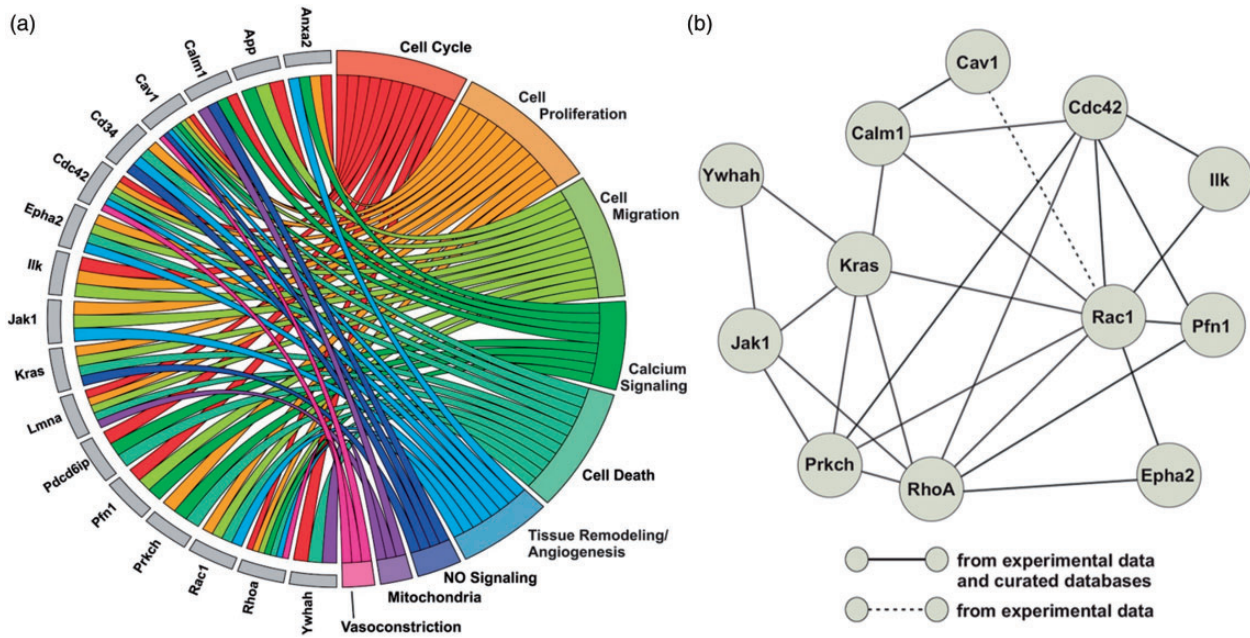 (a)
Anxa2
App
Calm1
Cav1
Cd34
Cdc42
Epha2
Ilk
Jak1
Kras
Lmna
Pdcd6ip
Pfn1
Prkch
Rac1
Rhoa
Ywhah
Cell Cycle
Cell
Proliferation
Cell
Migration
Calcium
Signaling
Cell Death
Tissue Remodeling/
Angiogenesis
NO Signaling
Mitochondria
Vasoconstriction
(b)
Cav1
Cdc42
Calm1
Ywhah
Ilk
Kras
Rac1
Pfn1
Jak1
Prkch
RhoA
Epha2
from experimental data
and curated databases
from experimental data